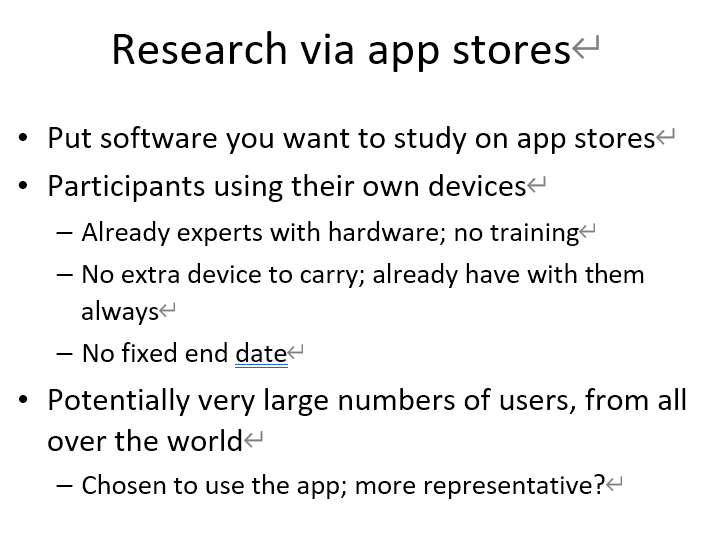 Research via app stores↵
• Put software you want to study on app stores↵
• Participants using their own devices↵
– Already experts with hardware; no training↵
– No extra device to carry; already have with them
always↵
– No fixed end date↵
• Potentially very large numbers of users, from all
over the world↵
– Chosen to use the app; more representative?↵